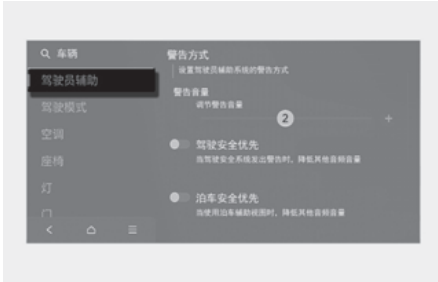 车辆
驾驶员辅助
驾驶模式
空调
座椅
灯
门
警告方式
设置驾驶员辅助系统的警告方式
警告音量
调节警告音量
2
+
驾驶安全优先
当驾驶安全系统发出警告时，降低其他音频音量
泊车安全优先
当使用泊车辅助视图时，降低其他音频音量